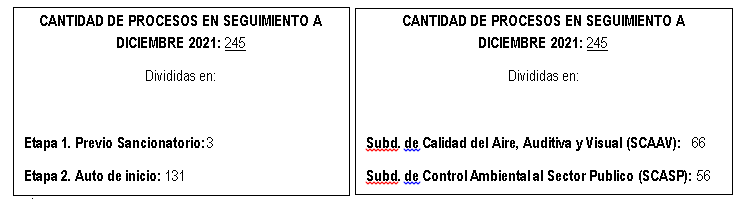 CANTIDAD DE PROCESOS EN SEGUIMIENTO A
DICIEMBRE 2021: 245
Divididas en:
Etapa 1. Previo Sancionatorio:3
Etapa 2. Auto de inicio: 131
CANTIDAD DE PROCESOS EN SEGUIMIENTO A
DICIEMBRE 2021: 245
Divididas en:
Subd. de Calidad del Aire, Auditiva y Visual (SCAAV): 66
Subd. de Control Ambiental al Sector Publico (SCASP): 56